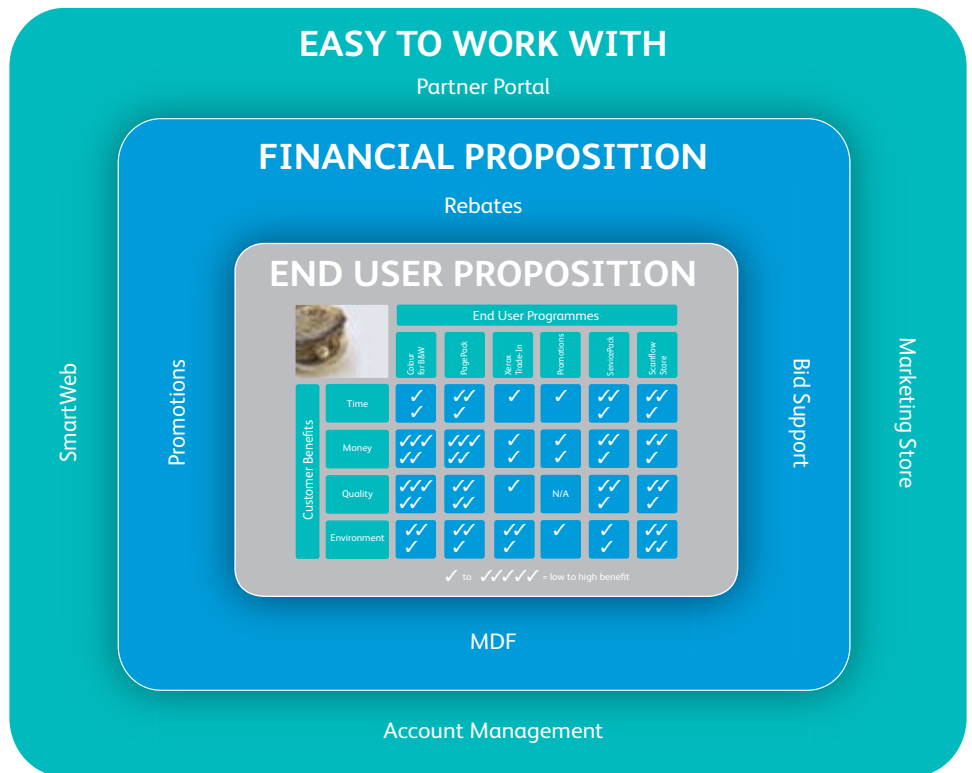 EASY TO WORK WITH
Partner Portal
FINANCIAL PROPOSITION
Rebates
END USER PROPOSITION
End User Programmes
Colour
for B&W
PagePack
Xerox
Trade-In
Promotions
ServicePack
Scanflow
Store
Customer Benefits
Time
✓✓ ✓✓✓ ✓ ✓ ✓✓✓ ✓✓✓
Money
✓✓✓✓✓ ✓✓✓✓✓ ✓✓ ✓✓ ✓✓✓ ✓✓✓
Quality
✓✓✓✓✓ ✓✓✓✓ ✓ N/A ✓✓✓ ✓✓✓
Environment
✓✓✓ ✓✓✓ ✓✓✓ ✓ ✓✓ ✓✓✓✓
✓ to ✓✓✓✓✓ = low to high benefit
SmartWeb
Promotions
Bid Support
Marketing Store
MDF
Account Management